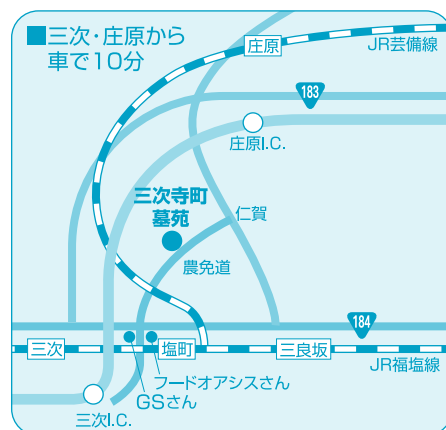 ■三次・庄原から
車で10分
庄原
JR芸備線
183
庄原I.C.
三次寺町
墓苑
仁賀
農免道
184
三次
塩町
三良坂
JR福塩線
フードオアシスさん
GSさん
三次I.C.